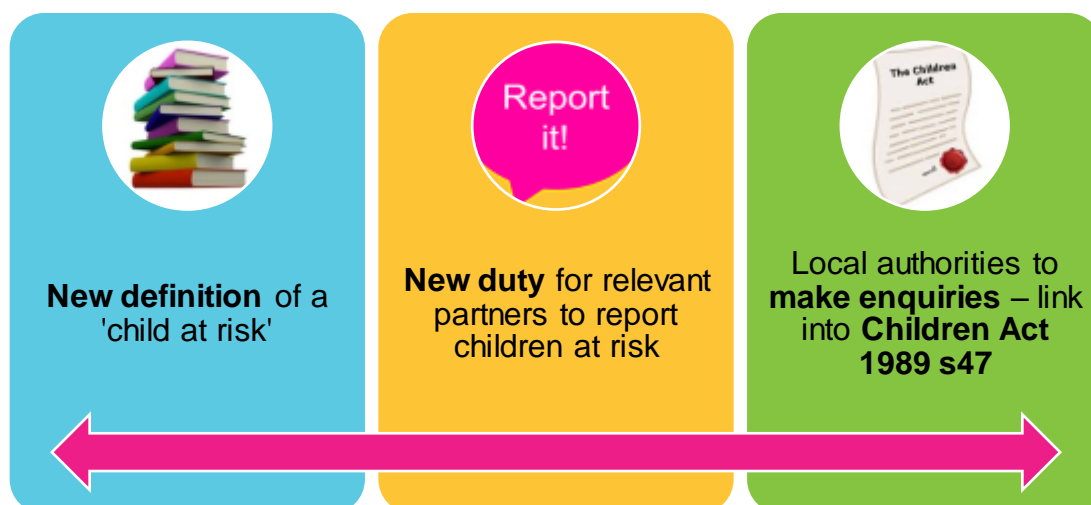 Report
it!
The Children
Act
New definition of a
'child at risk'
New duty for relevant
partners to report
children at risk
Local authorities to
make enquiries – link
into Children Act
1989 s47